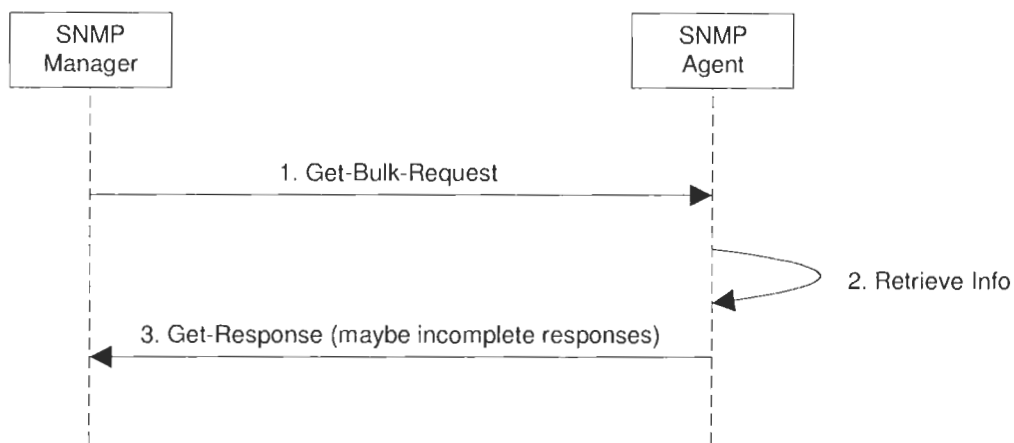 SNMP
Manager
SNMP
Agent
1. Get-Bulk-Request
2. Retrieve Info
3. Get-Response (maybe incomplete responses)